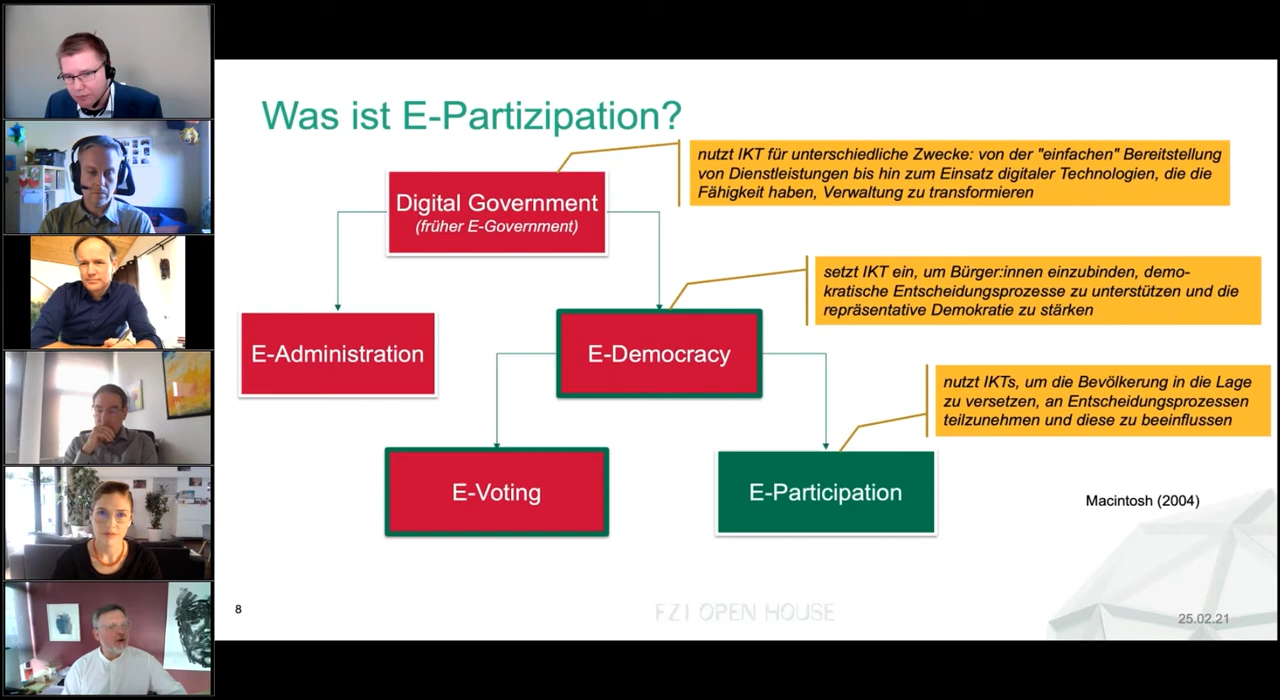 Was ist E-Partizipation?
nutzt IKT für unterschiedliche Zwecke: von der "einfachen" Bereitstellung
von Dienstleistungen bis hin zum Einsatz digitaler Technologien, die die
Fähigkeit haben, Verwaltung zu transformieren
Digital Government
(früher E-Government)
setzt IKT ein, um Bürger:innen einzubinden, demo-
kratische Entscheidungsprozesse zu unterstützen und die
repräsentative Demokratie zu stärken
E-Administration
E-Democracy
nutzt IKTs, um die Bevölkerung in die Lage
zu versetzen, an Entscheidungsprozessen
teilzunehmen und diese zu beeinflussen
E-Voting
E-Participation
Macintosh (2004)
8
FZI OPEN HOUSE
25.02.21